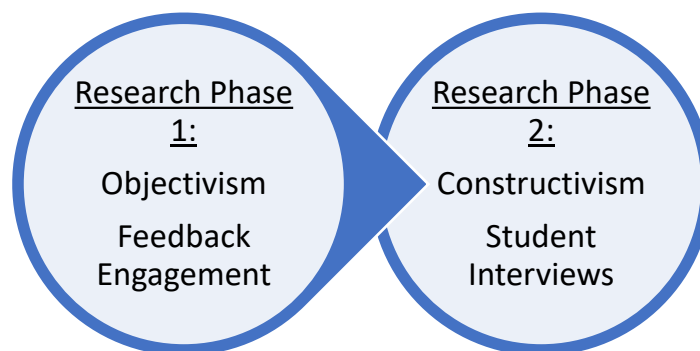 Research Phase
1:
Objectivism
Feedback
Engagement
Research Phase
2:
Constructivism
Student
Interviews